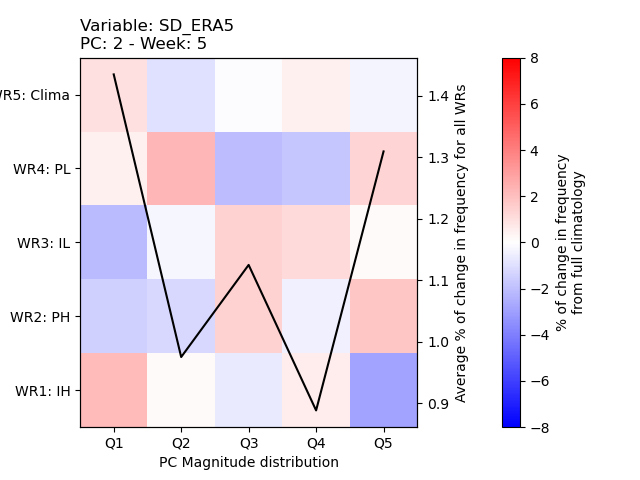 Variable: SD_ERA5
PC: 2 - Week: 5
R5: Clima
WR4: PL
WR3: IL
WR2: PH
WR1: IH
Q1 Q2 Q3 Q4 Q5
PC Magnitude distribution
1.4
1.3
1.2
1.1
1.0
0.9
Average % of change in frequency for all WRs
8
6
4
2
0
−2
−4
−6
−8
% of change in frequency
from full climatology